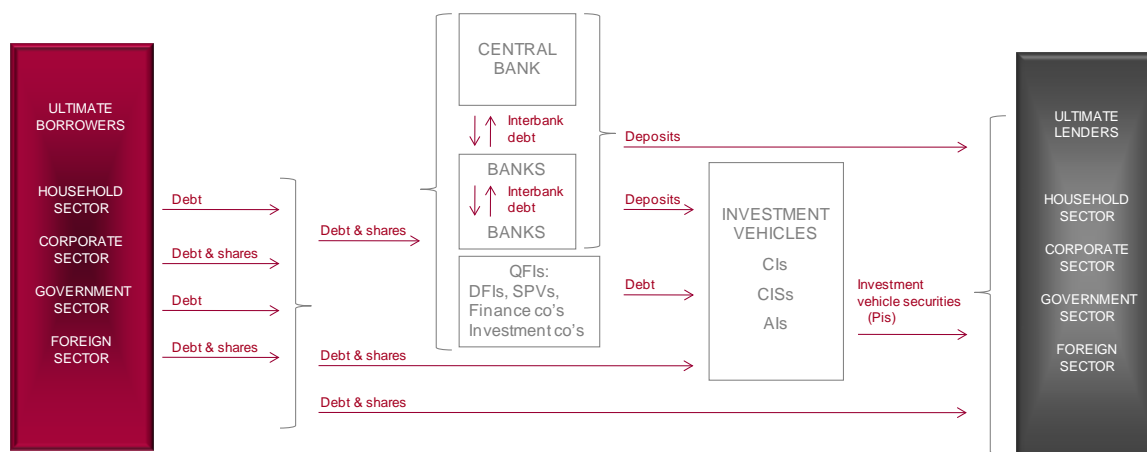 ULTIMATE
BORROWERS
HOUSEHOLD
SECTOR
CORPORATE
SECTOR
GOVERNMENT
SECTOR
FOREIGN
SECTOR
Debt
Debt & shares
Debt
Debt & shares
Debt & shares
Debt & shares
Debt & shares
CENTRAL
BANK
Interbank
debt
BANKS
Interbank
debt
BANKS
QFIs:
DFIs, SPVs,
Finance co’s
Investment co’s
Deposits
Deposits
Debt
INVESTMENT
VEHICLES
CIs
CISs
AIs
Investment
vehicle securities
(Pis)
ULTIMATE
LENDERS
HOUSEHOLD
SECTOR
CORPORATE
SECTOR
GOVERNMENT
SECTOR
FOREIGN
SECTOR